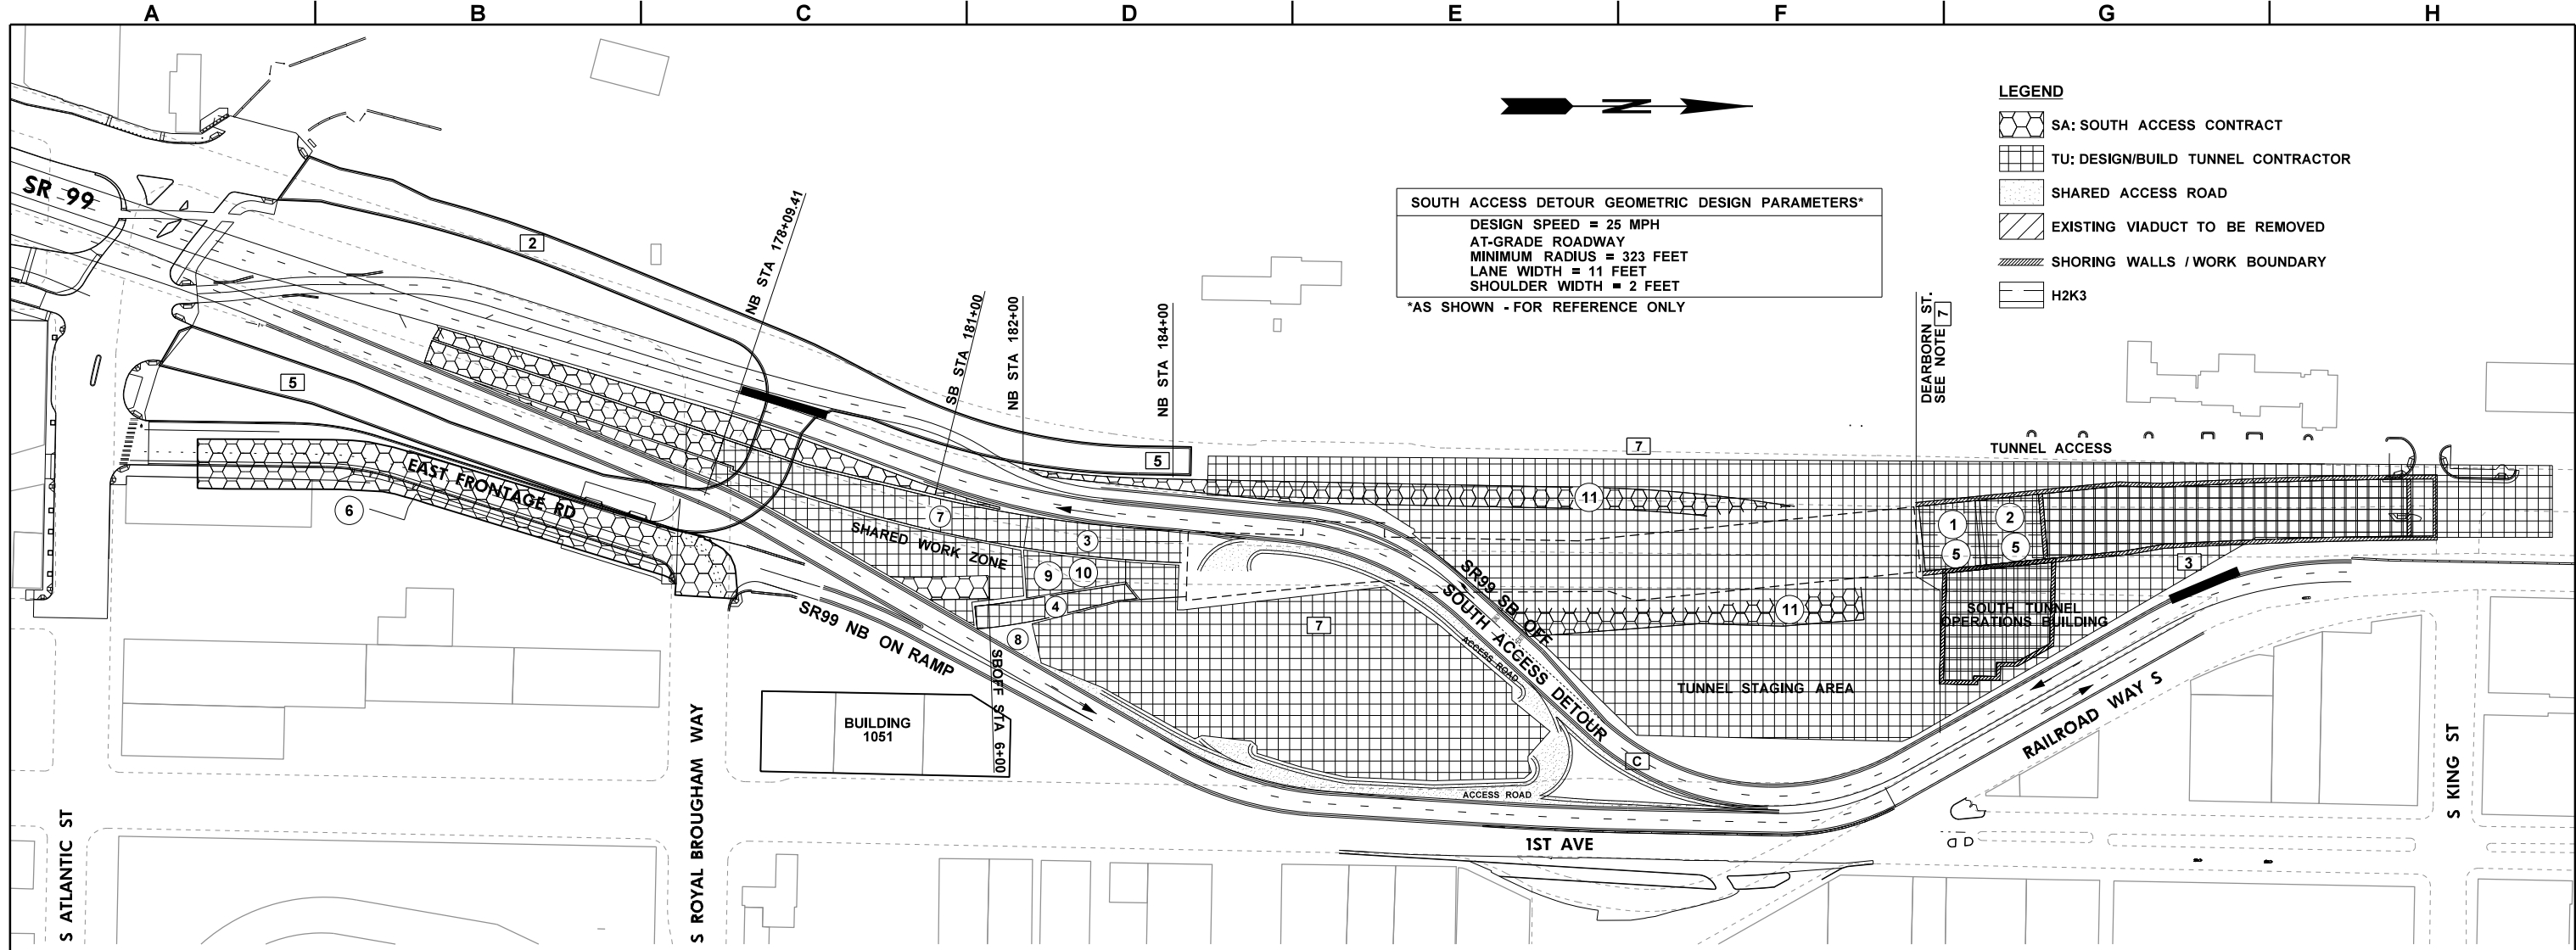 A B C D E F G H
LEGEND
SA: SOUTH ACCESS CONTRACT
TU: DESIGN/BUILD TUNNEL CONTRACTOR
SHARED ACCESS ROAD
EXISTING VIADUCT TO BE REMOVED
SHORING WALLS / WORK BOUNDARY
H2K3
N
SOUTH ACCESS DETOUR GEOMETRIC DESIGN PARAMETERS*
DESIGN SPEED = 25 MPH
AT-GRADE ROADWAY
MINIMUM RADIUS = 323 FEET
LANE WIDTH = 11 FEET
SHOULDER WIDTH = 2 FEET
*AS SHOWN - FOR REFERENCE ONLY
SR 99
2
NB STA 178+09.41
SB STA 181+00
NB STA 182+00
NB STA 184+00
DEARBORN ST.
SEE NOTE 7
5
5
7
TUNNEL ACCESS
EAST FRONTAGE RD
6
7
SHARED WORK ZONE
3
9
10
4
8
11
1
2
5
5
3
SR99 SB OFF
SOUTH ACCESS DETOUR
ACCESS ROAD
11
7
SOUTH TUNNEL
OPERATIONS BUILDING
TUNNEL STAGING AREA
SR99 NB ON RAMP
SBOFF STA 6+00
BUILDING
1051
C
RAILROAD WAY S
ACCESS ROAD
1ST AVE
S ATLANTIC ST
S ROYAL BROUGHAM WAY
S KING ST